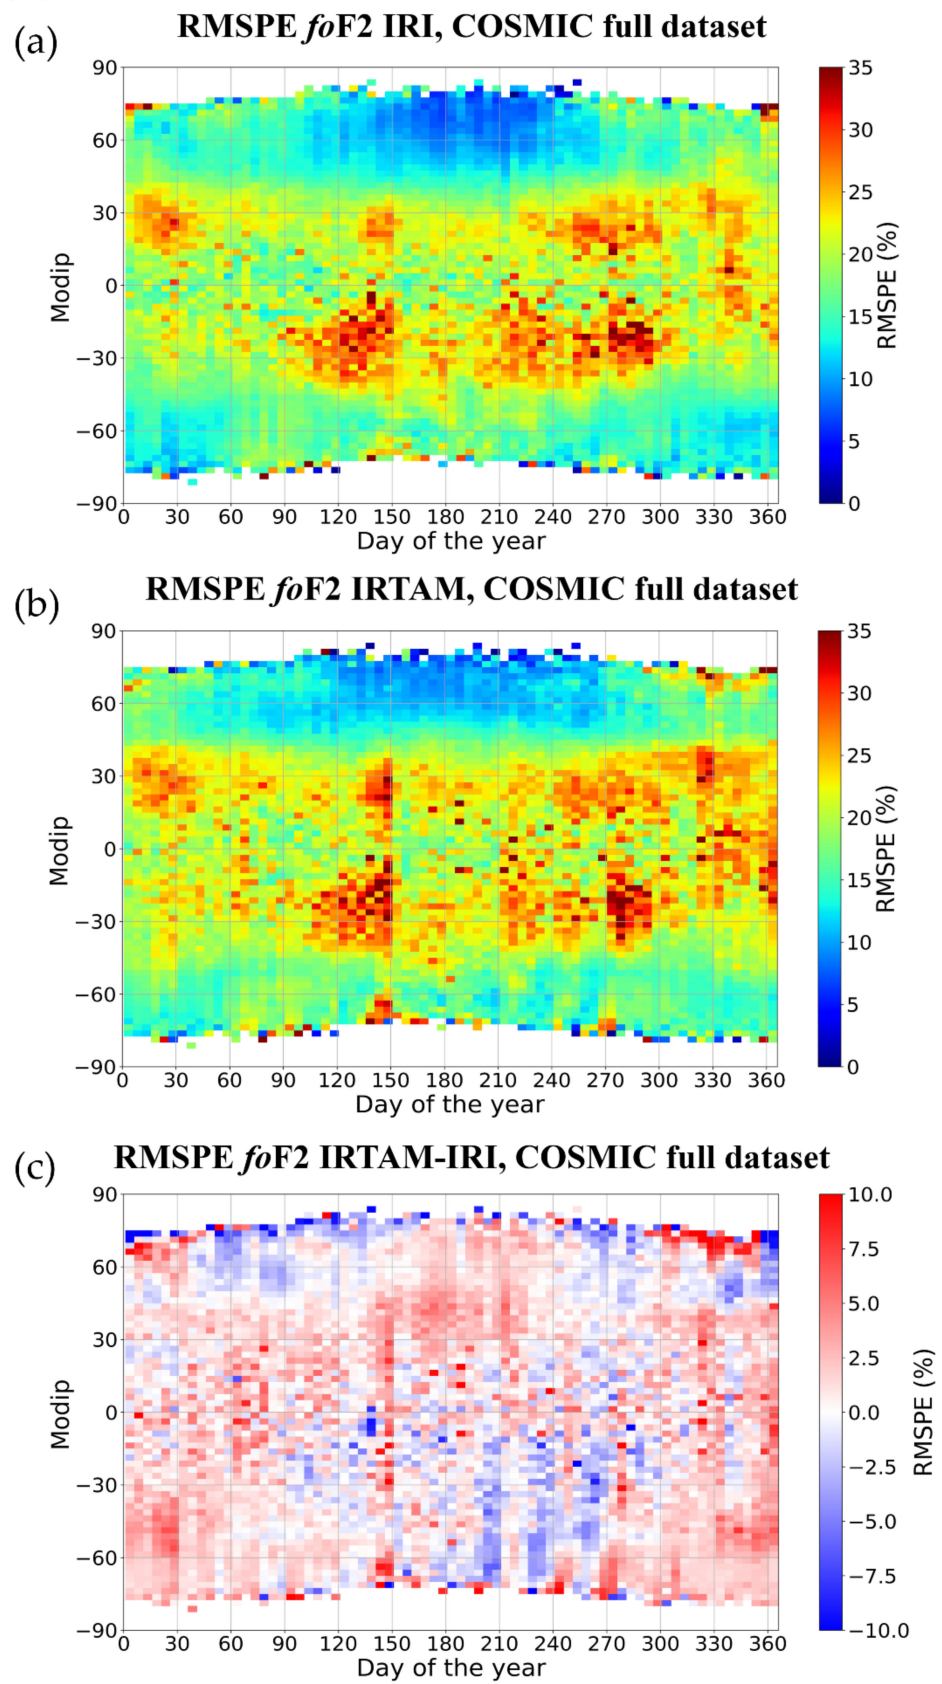 (a)
RMSPE foF2 IRI, COSMIC full dataset
90
60
30
0
−30
−60
−90
Modip
0 30 60 90 120 150 180 210 240 270 300 330 360
Day of the year
35
30
25
20
15
10
5
0
RMSPE (%)
(b)
RMSPE foF2 IRTAM, COSMIC full dataset
90
60
30
0
−30
−60
−90
Modip
0 30 60 90 120 150 180 210 240 270 300 330 360
Day of the year
35
30
25
20
15
10
5
0
RMSPE (%)
(c)
RMSPE foF2 IRTAM-IRI, COSMIC full dataset
90
60
30
0
−30
−60
−90
Modip
0 30 60 90 120 150 180 210 240 270 300 330 360
Day of the year
10.0
7.5
5.0
2.5
0.0
−2.5
−5.0
−7.5
−10.0
RMSPE (%)